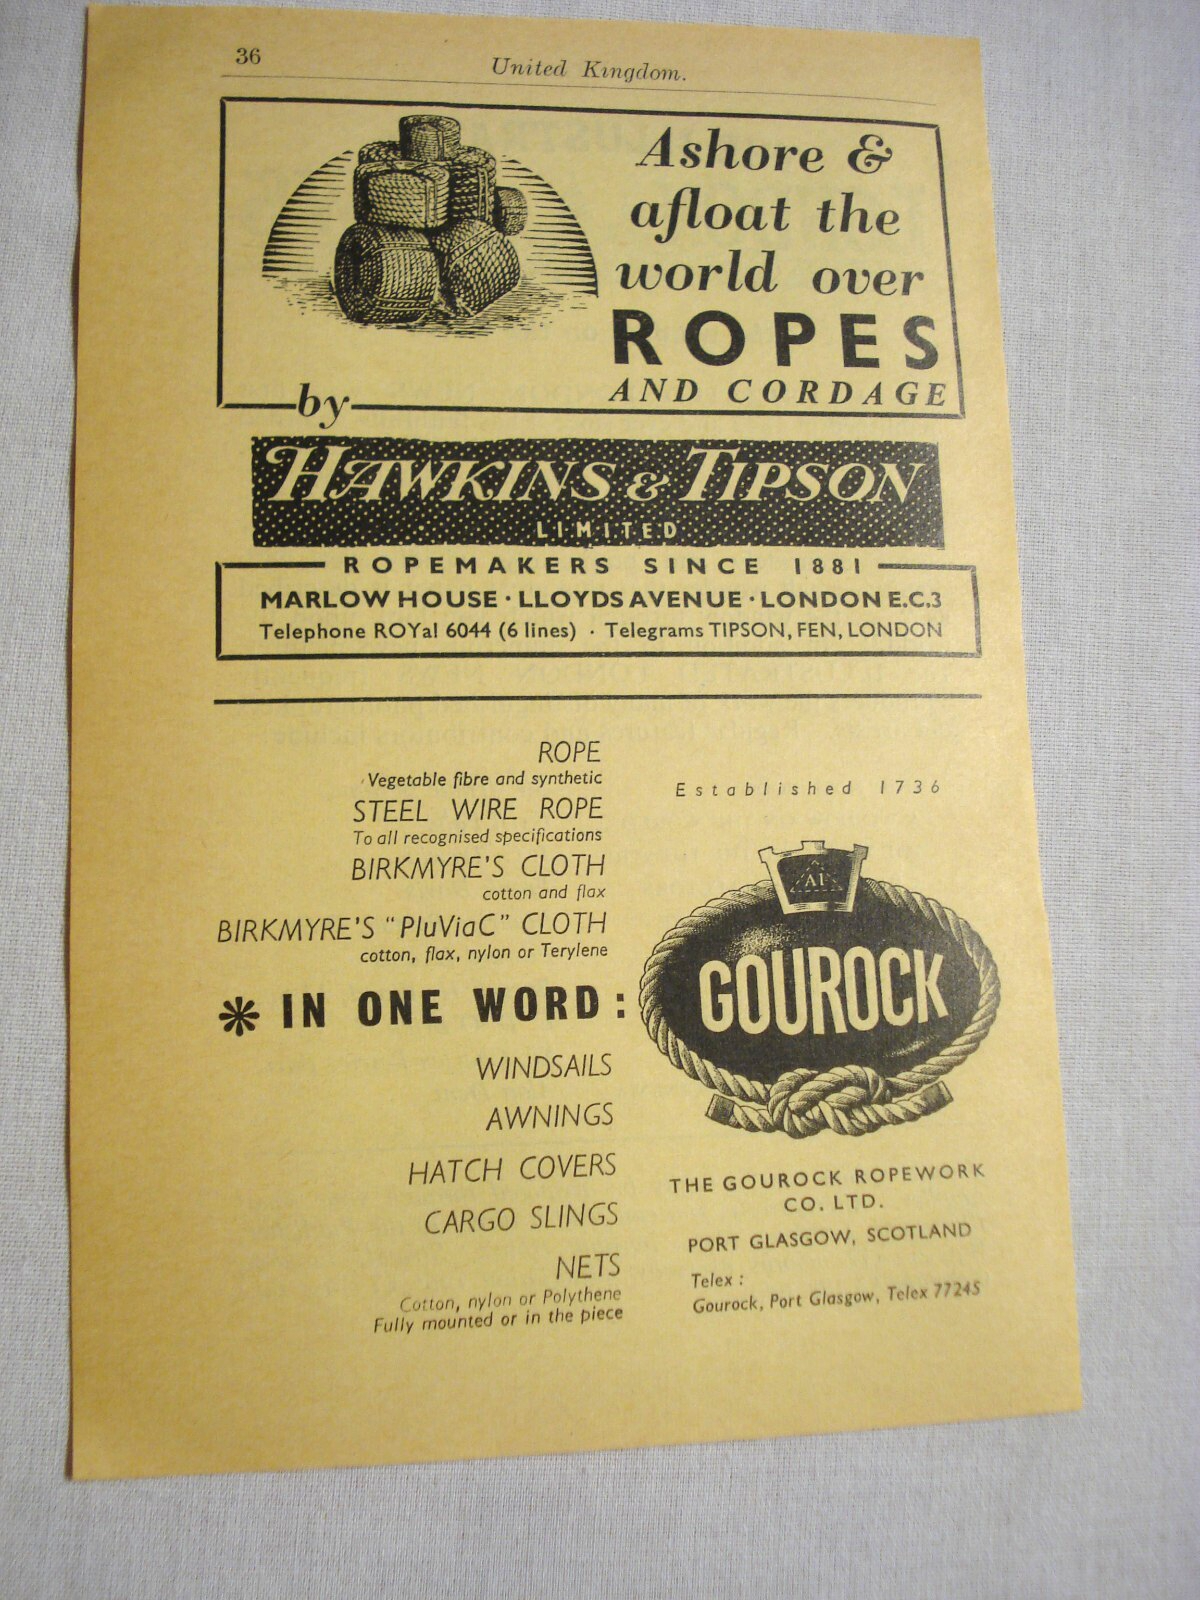 36
United Kingdom.
Ashore &
afloat the
world over
ROPES
AND CORDAGE
by
HAWKINS & TIPSON
LIMITED
ROPEMAKERS SINCE 1881
MARLOW HOUSE · LLOYDS AVENUE · LONDON E.C.3
Telephone ROYal 6044 (6 lines) · Telegrams TIPSON, FEN, LONDON
ROPE
Vegetable fibre and synthetic
STEEL WIRE ROPE
To all recognised specifications
BIRKMYRE'S CLOTH
cotton and flax
BIRKMYRE'S "PluViaC" CLOTH
cotton, flax, nylon or Terylene
* IN ONE WORD:
WINDSAILS
AWNINGS
HATCH COVERS
CARGO SLINGS
NETS
Cotton, nylon or Polythene
Fully mounted or in the piece
Established 1736
A1
GOUROCK
THE GOUROCK ROPEWORK
CO. LTD.
PORT GLASGOW, SCOTLAND
Telex :
Gourock, Port Glasgow, Telex 77245